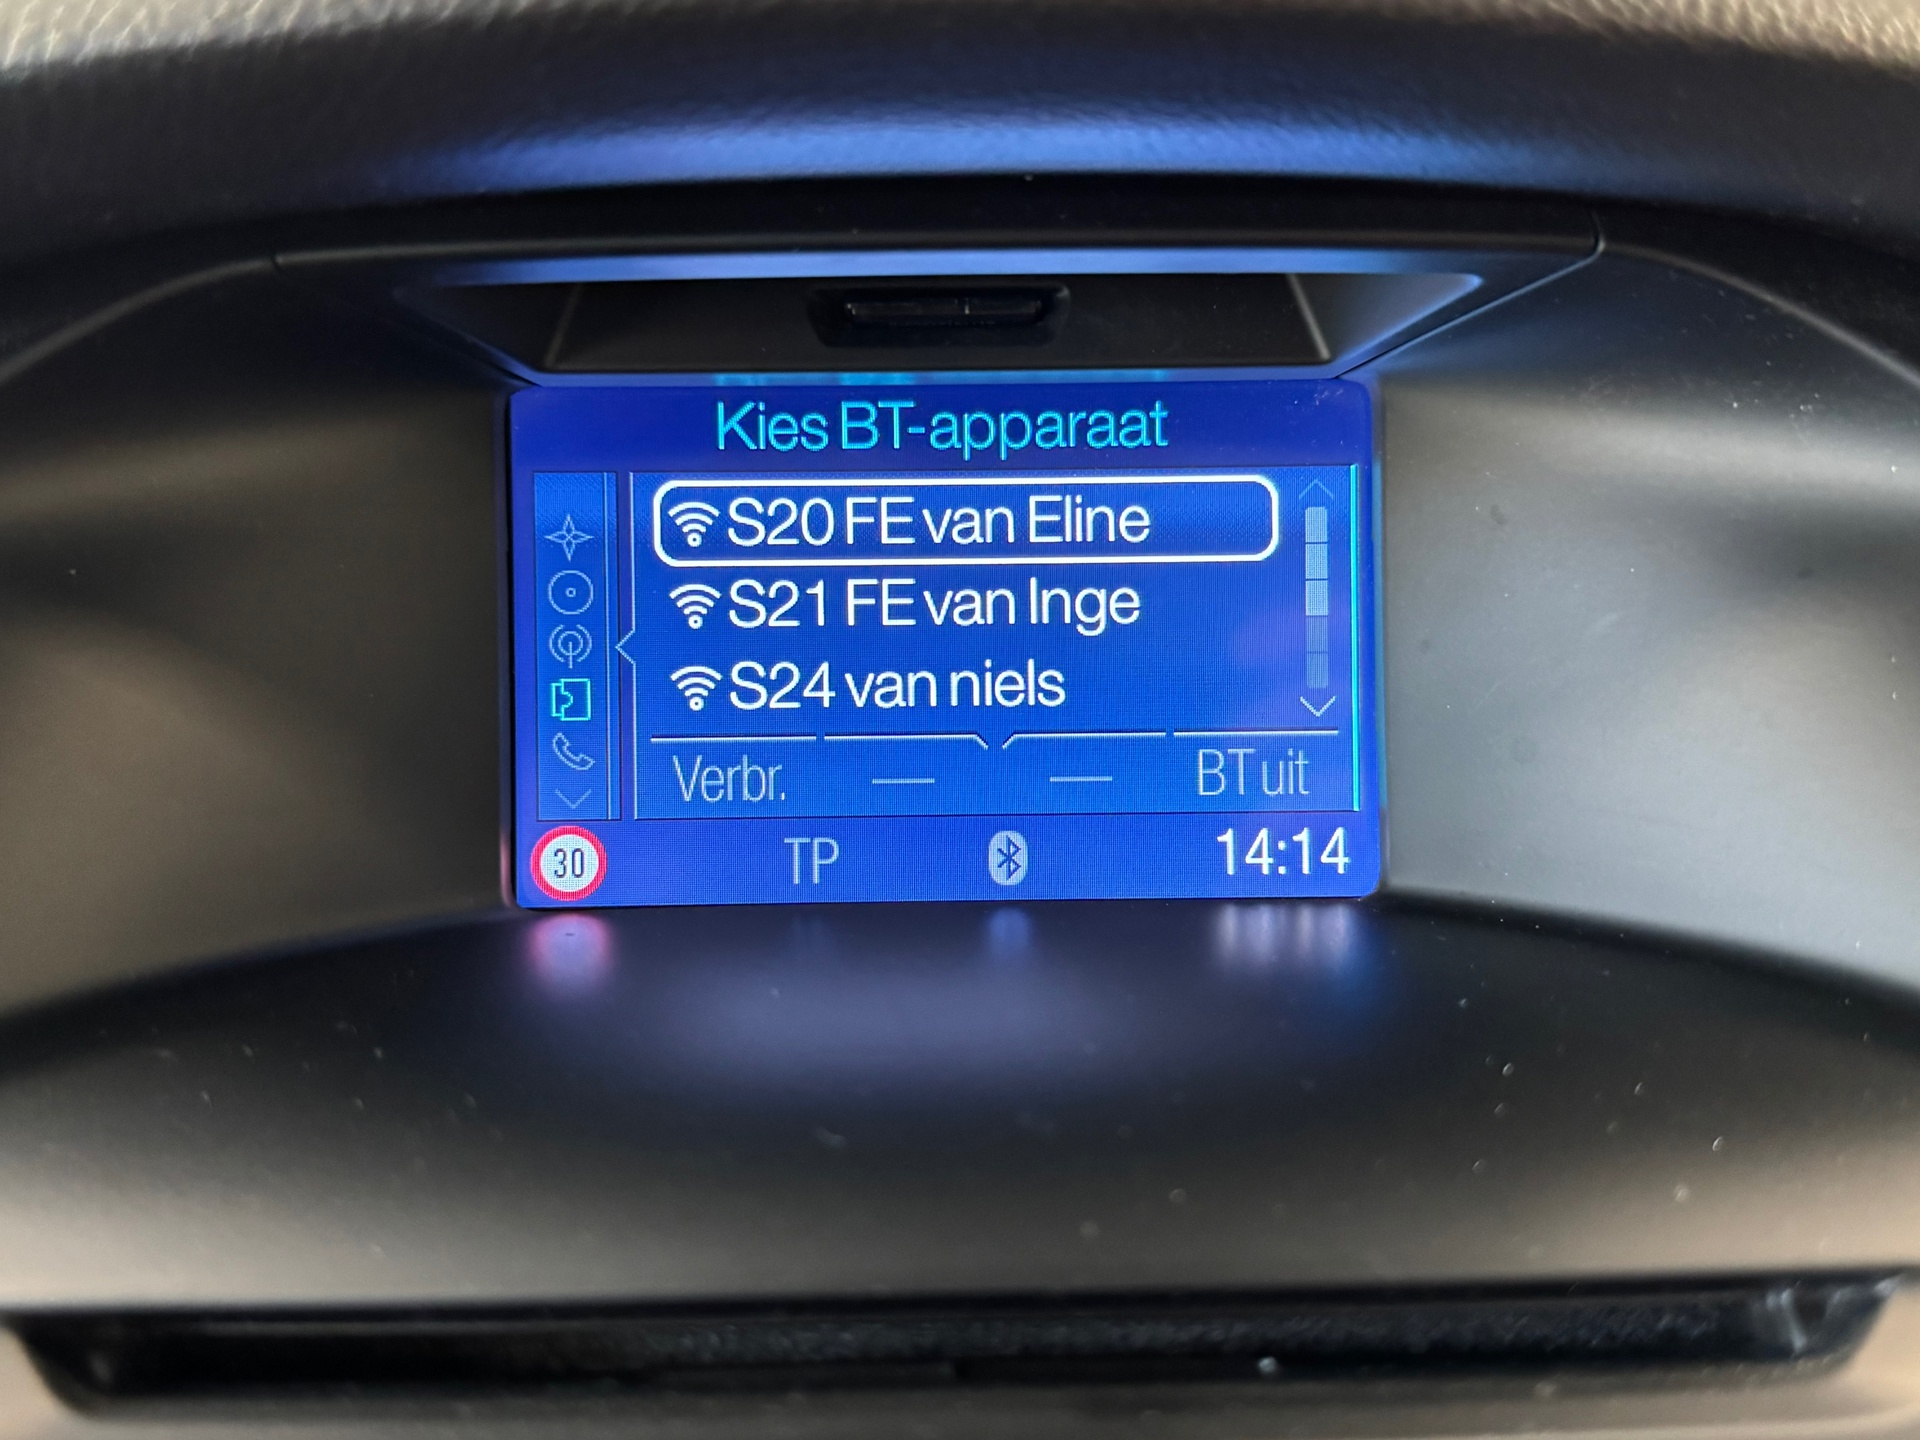 Kies BT-apparaat
S20 FE van Eline
S21 FE van Inge
S24 van niels
Verbr. — — BT uit
30 TP 14:14